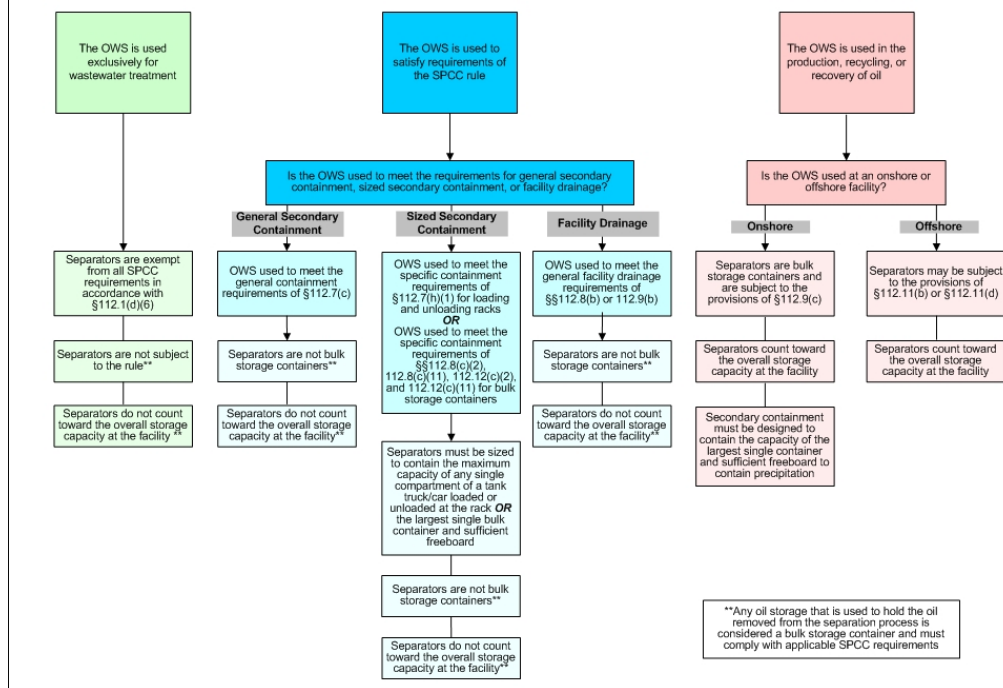 The OWS is used
exclusively for
wastewater treatment
The OWS is used to
satisfy requirements of
the SPCC rule
The OWS is used in the
production, recycling, or
recovery of oil
Is the OWS used to meet the requirements for general secondary
containment, sized secondary containment, or facility drainage?
Is the OWS used at an onshore or
offshore facility?
General Secondary
Containment
Sized Secondary
Containment
Facility Drainage
Onshore
Offshore
Separators are exempt
from all SPCC
requirements in
accordance with
§112.1(d)(6)
OWS used to meet the
general containment
requirements of §112.7(c)
OWS used to meet the
specific containment
requirements of
§112.7(h)(1) for loading
and unloading racks
OR
OWS used to meet the
specific containment
requirements of
§§112.8(c)(2),
112.8(c)(11), 112.12(c)(2),
and 112.12(c)(11) for bulk
storage containers
OWS used to meet the
general facility drainage
requirements of
§§112.8(b) or 112.9(b)
Separators are bulk
storage containers and
are subject to the
provisions of §112.9(c)
Separators may be subject
to the provisions of
§112.11(b) or §112.11(d)
Separators are not subject
to the rule**
Separators are not bulk
storage containers**
Separators are not bulk
storage containers**
Separators count toward
the overall storage
capacity at the facility
Separators count toward
the overall storage
capacity at the facility
Separators do not count
toward the overall storage
capacity at the facility**
Separators do not count
toward the overall storage
capacity at the facility**
Separators do not count
toward the overall storage
capacity at the facility**
Secondary containment
must be designed to
contain the capacity of the
largest single container
and sufficient freeboard to
contain precipitation
Separators must be sized
to contain the maximum
capacity of any single
compartment of a tank
truck/car loaded or
unloaded at the rack OR
the largest single bulk
container and sufficient
freeboard
Separators are not bulk
storage containers**
Separators do not count
toward the overall storage
capacity at the facility**
**Any oil storage that is used to hold the oil
removed from the separation process is
considered a bulk storage container and must
comply with applicable SPCC requirements